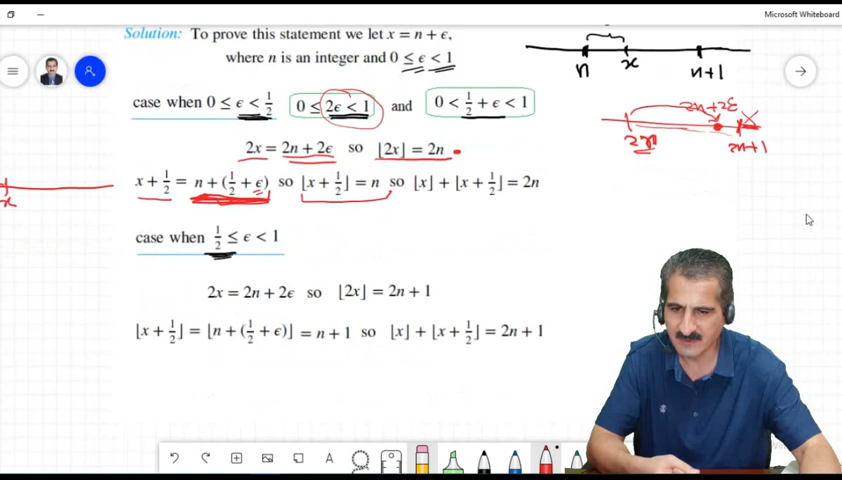 Microsoft Whiteboard
Solution: To prove this statement we let x = n + ϵ,
where n is an integer and 0 ≤ ϵ < 1
n x n+1
case when 0 ≤ ϵ < 1/2 0 ≤ 2ϵ < 1 and 0 < 1/2 + ϵ < 1
2n+2ε
2n 2n+1
2x = 2n + 2ϵ so ⌊2x⌋ = 2n
x + 1/2 = n + (1/2 + ϵ) so ⌊x + 1/2⌋ = n so ⌊x⌋ + ⌊x + 1/2⌋ = 2n
x
case when 1/2 ≤ ϵ < 1
2x = 2n + 2ϵ so ⌊2x⌋ = 2n + 1
⌊x + 1/2⌋ = ⌊n + (1/2 + ϵ)⌋ = n + 1 so ⌊x⌋ + ⌊x + 1/2⌋ = 2n + 1
A